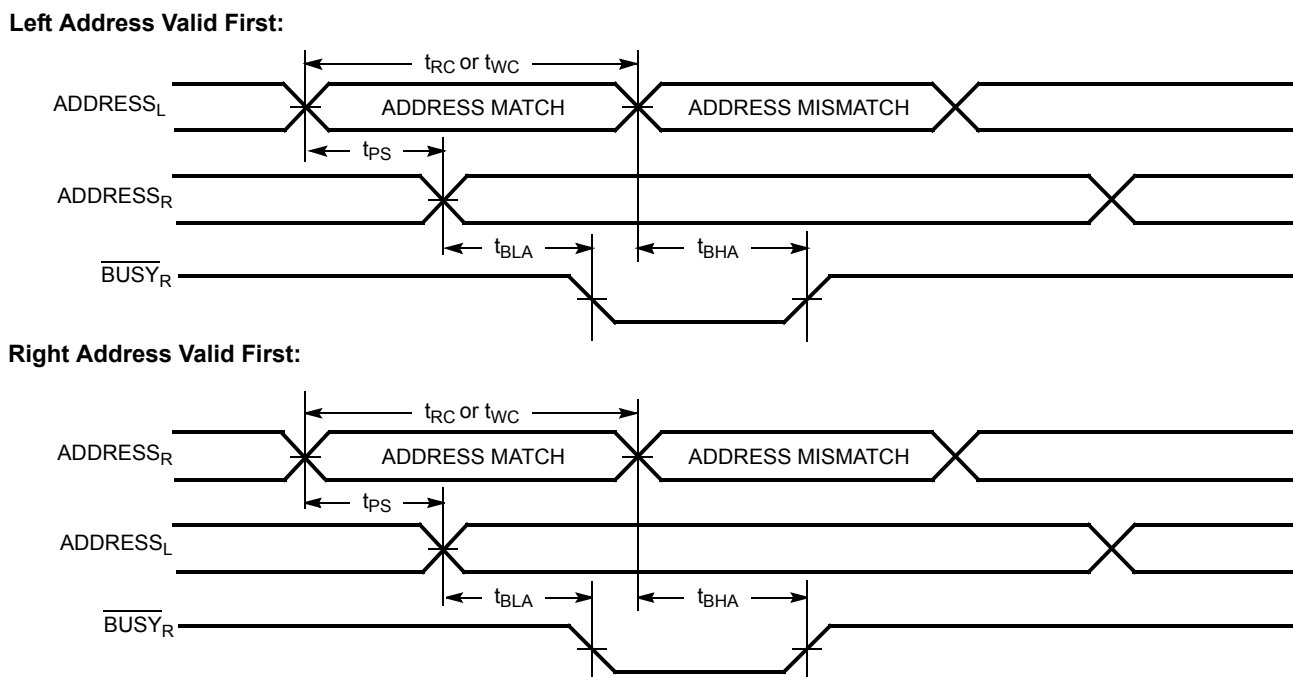 Left Address Valid First:
tRC or tWC
ADDRESSL
ADDRESS MATCH
ADDRESS MISMATCH
tPS
ADDRESSR
tBLA
tBHA
BUSYR
Right Address Valid First:
tRC or tWC
ADDRESSR
ADDRESS MATCH
ADDRESS MISMATCH
tPS
ADDRESSL
tBLA
tBHA
BUSYR